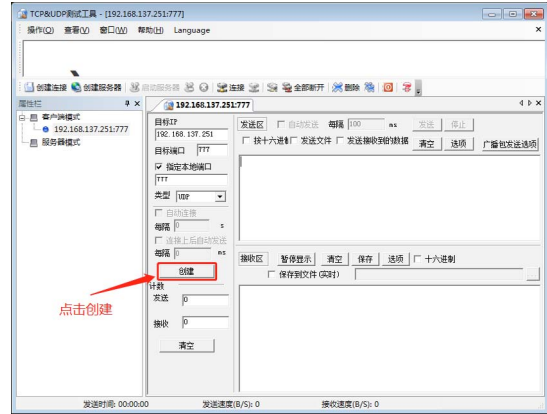 TCP&UDP测试工具 - [192.168.137.251:777]
操作(O) 查看(V) 窗口(W) 帮助(H) Language
创建连接 创建服务器 启动服务器 连接 全部断开 删除
属性栏
客户端模式
192.168.137.251:777
服务器模式
192.168.137.251:777
目标IP
192.168.137.251
目标端口 777
指定本地端口
777
类型 UDP
自动连接
每隔 0 s
连接上后自动发送
每隔 0 ms
创建
计数
发送 0
接收 0
清空
点击创建
发送区 自动发送 每隔 100 ms 发送 停止
按十六进制 发送文件 发送接收到的数据 清空 选项 广播包发送选项
接收区 暂停显示 清空 保存 选项 十六进制
保存到文件(实时)
发送时间: 00:00:00 发送速度(B/S): 0 接收速度(B/S): 0